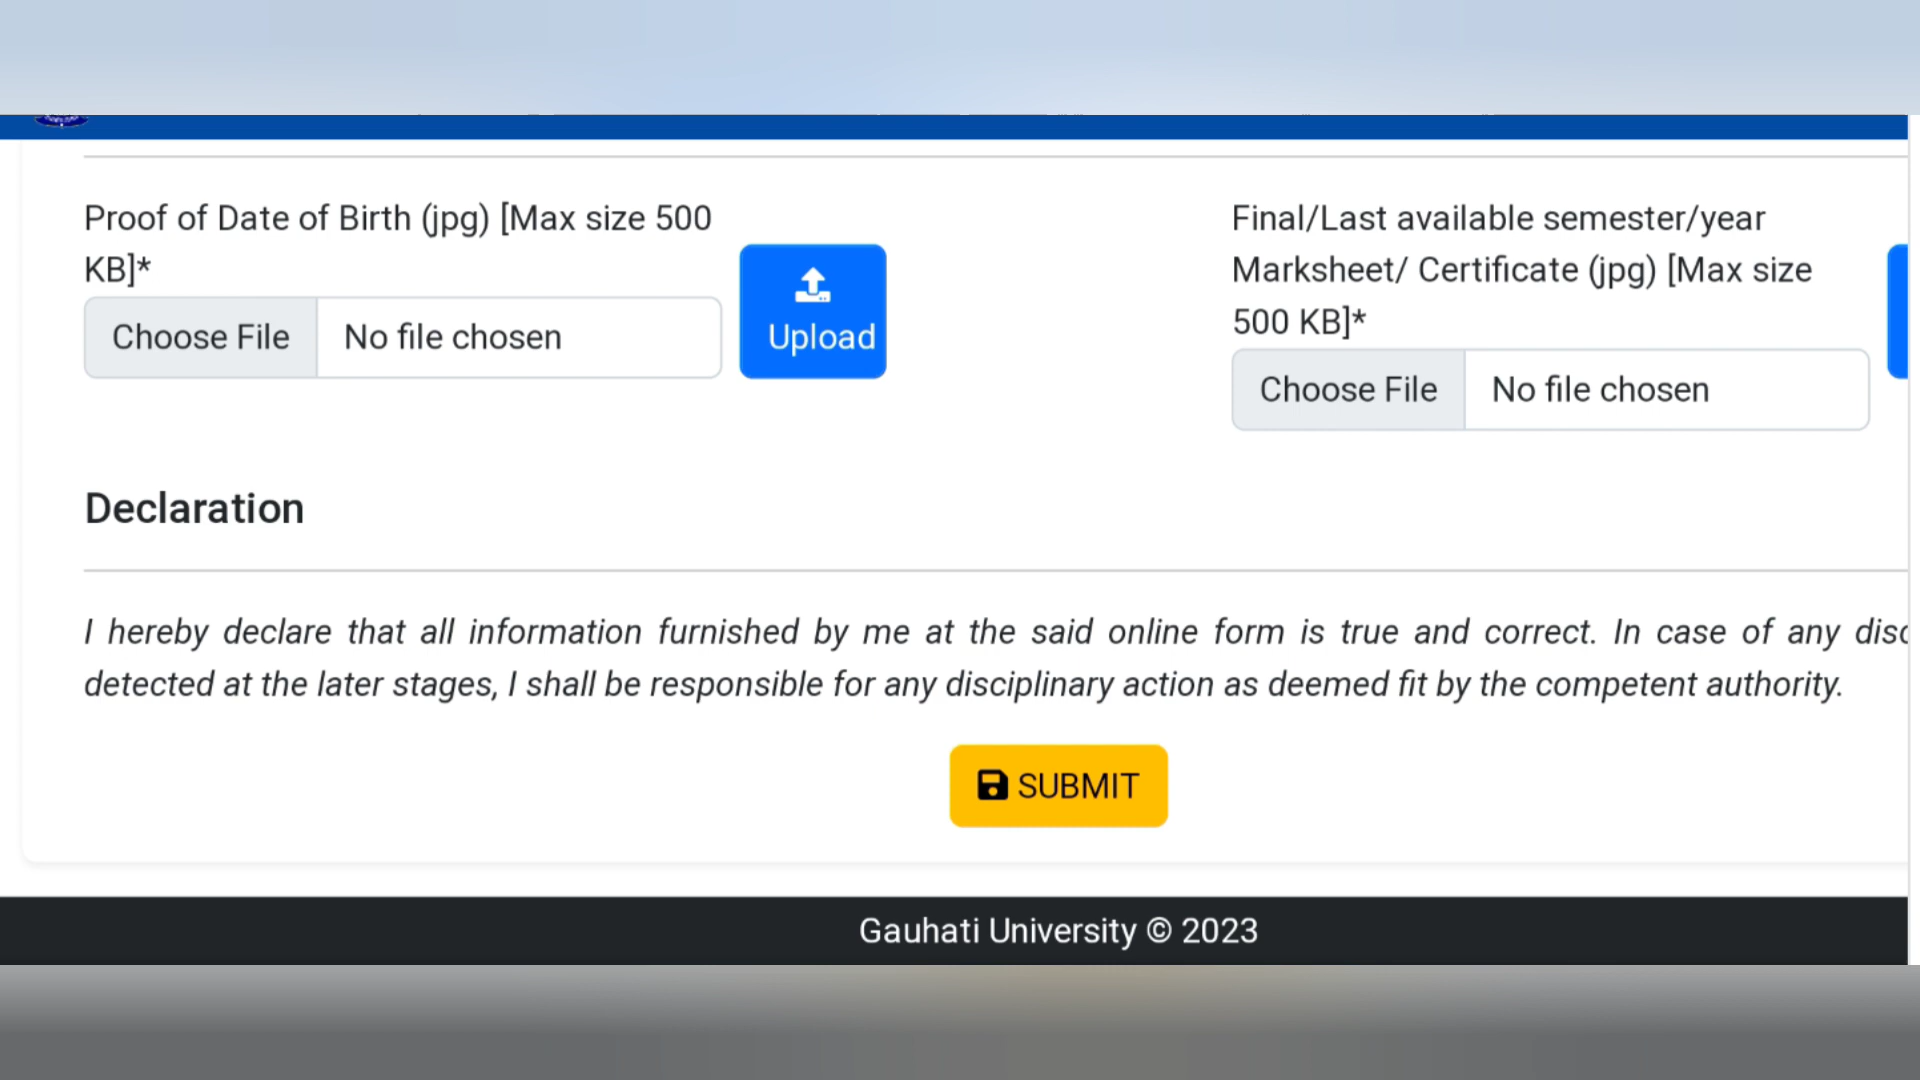 Proof of Date of Birth (jpg) [Max size 500
KB]*
Choose File No file chosen
Upload
Final/Last available semester/year
Marksheet/ Certificate (jpg) [Max size
500 KB]*
Choose File No file chosen
Declaration
I hereby declare that all information furnished by me at the said online form is true and correct. In case of any
detected at the later stages, I shall be responsible for any disciplinary action as deemed fit by the competent authority.
SUBMIT
Gauhati University © 2023